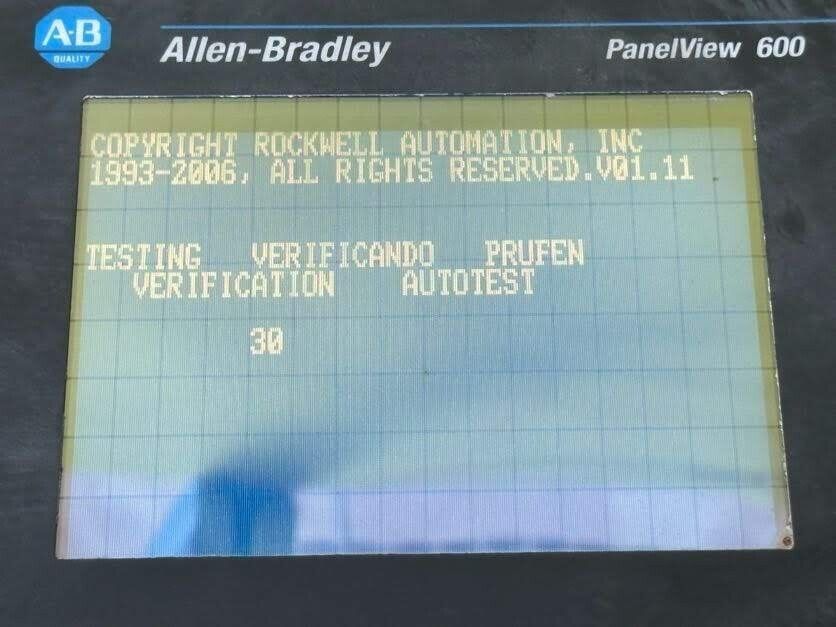 A·B
QUALITY
Allen-Bradley
PanelView 600
COPYRIGHT ROCKWELL AUTOMATION, INC
1993-2006, ALL RIGHTS RESERVED.V01.11
TESTING VERIFICANDO PRUFEN
VERIFICATION AUTOTEST
30